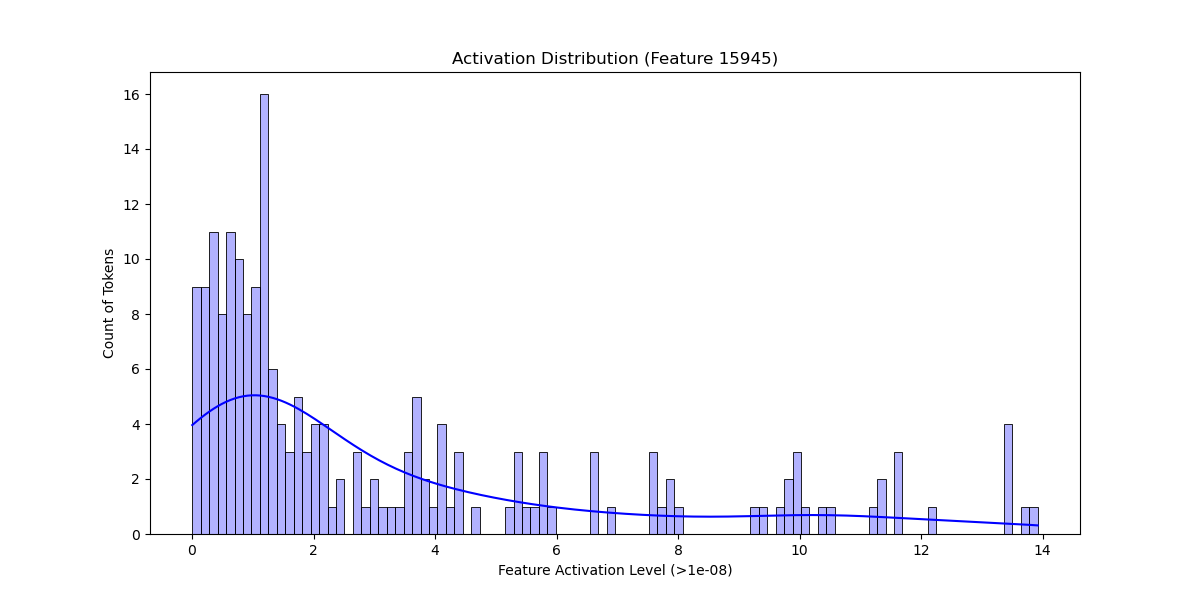 Activation Distribution (Feature 15945)
Count of Tokens
16
14
12
10
8
6
4
2
0
0 2 4 6 8 10 12 14
Feature Activation Level (>1e-08)